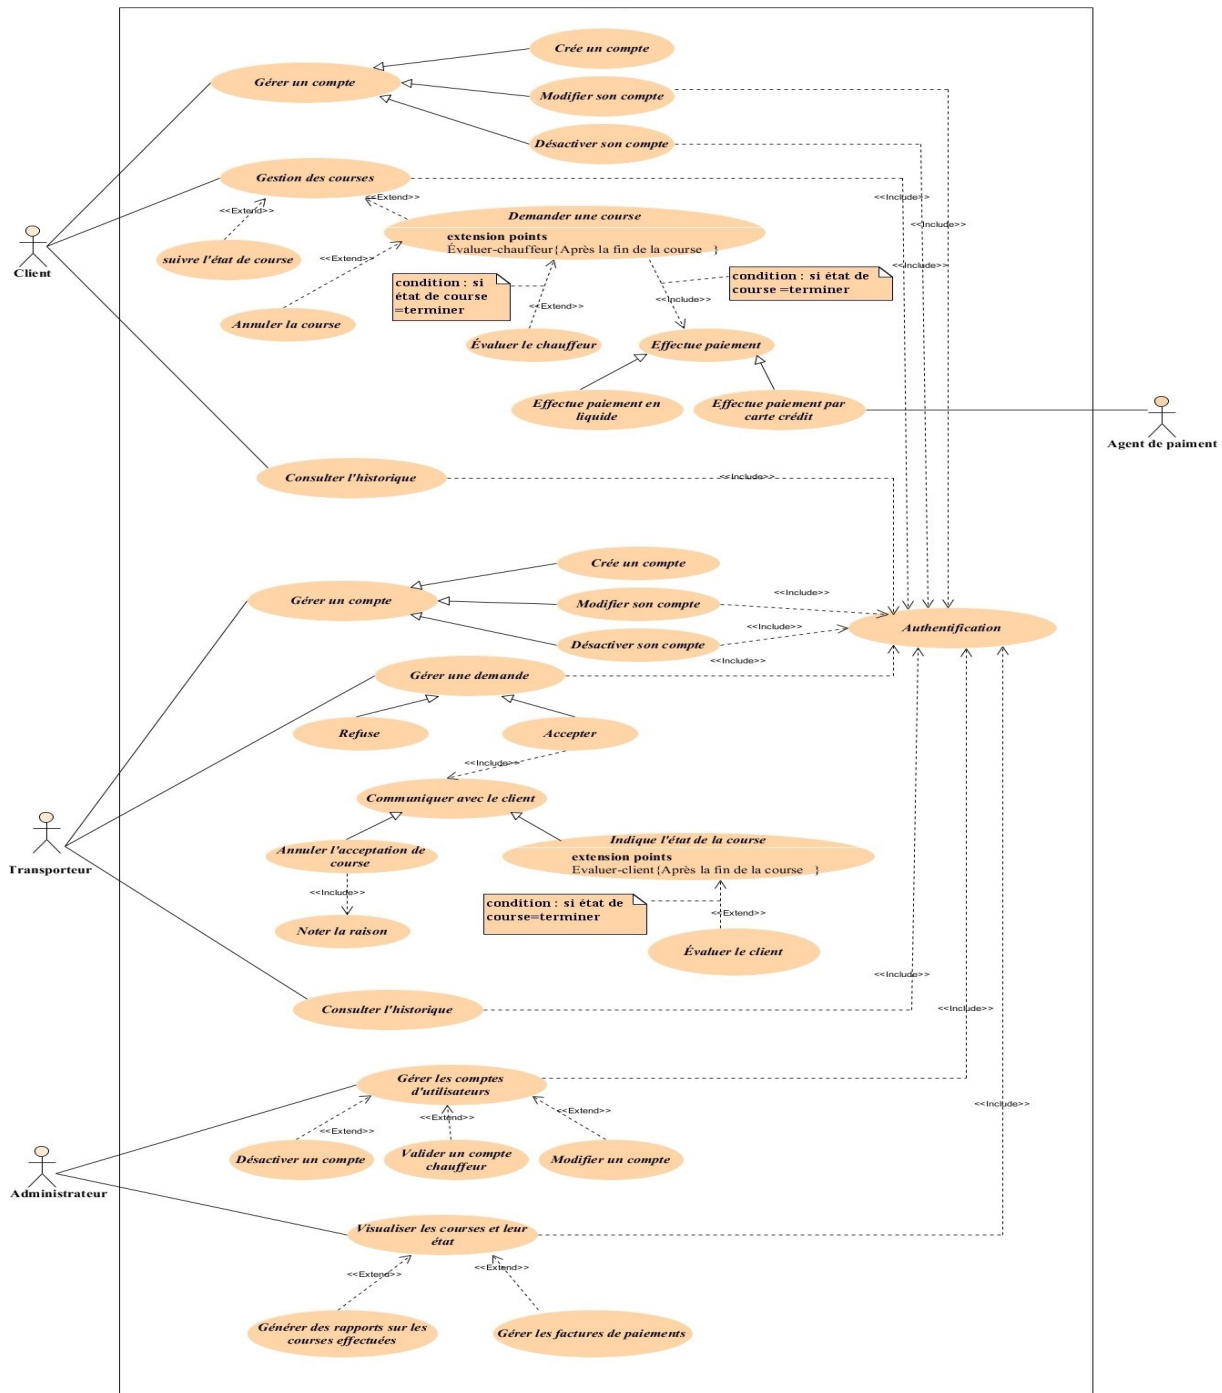 Crée un compte
Gérer un compte
Modifier son compte
Désactiver son compte
Gestion des courses
<<Extend>>
<<Extend>>
<<Include>>
Demander une course
extension points
Évaluer-chauffeur{Après la fin de la course }
<<Include>>
Client
suivre l'état de course
<<Extend>>
<<Include>>
condition : si
état de course
=terminer
condition : si état de
course =terminer
<<Extend>>
<<Include>>
<<Include>>
Annuler la course
Évaluer le chauffeur
Effectue paiement
Effectue paiement en
liquide
Effectue paiement par
carte crédit
Agent de paiment
Consulter l'historique
<<Include>>
Crée un compte
Gérer un compte
Modifier son compte
<<Include>>
Désactiver son compte
<<Include>>
Authentification
Gérer une demande
<<Include>>
Refuse
Accepter
<<Include>>
Communiquer avec le client
Transporteur
Annuler l'acceptation de
course
Indique l'état de la course
extension points
Evaluer-client{Après la fin de la course }
<<Include>>
condition : si état de
course=terminer
<<Extend>>
Noter la raison
Évaluer le client
<<Include>>
Consulter l'historique
<<Include>>
Gérer les comptes
d'utilisateurs
<<Include>>
<<Extend>>
<<Extend>>
<<Extend>>
Désactiver un compte
Valider un compte
chauffeur
Modifier un compte
Administrateur
Visualiser les courses et leur
état
<<Extend>>
<<Extend>>
Générer des rapports sur les
courses effectuées
Gérer les factures de paiements